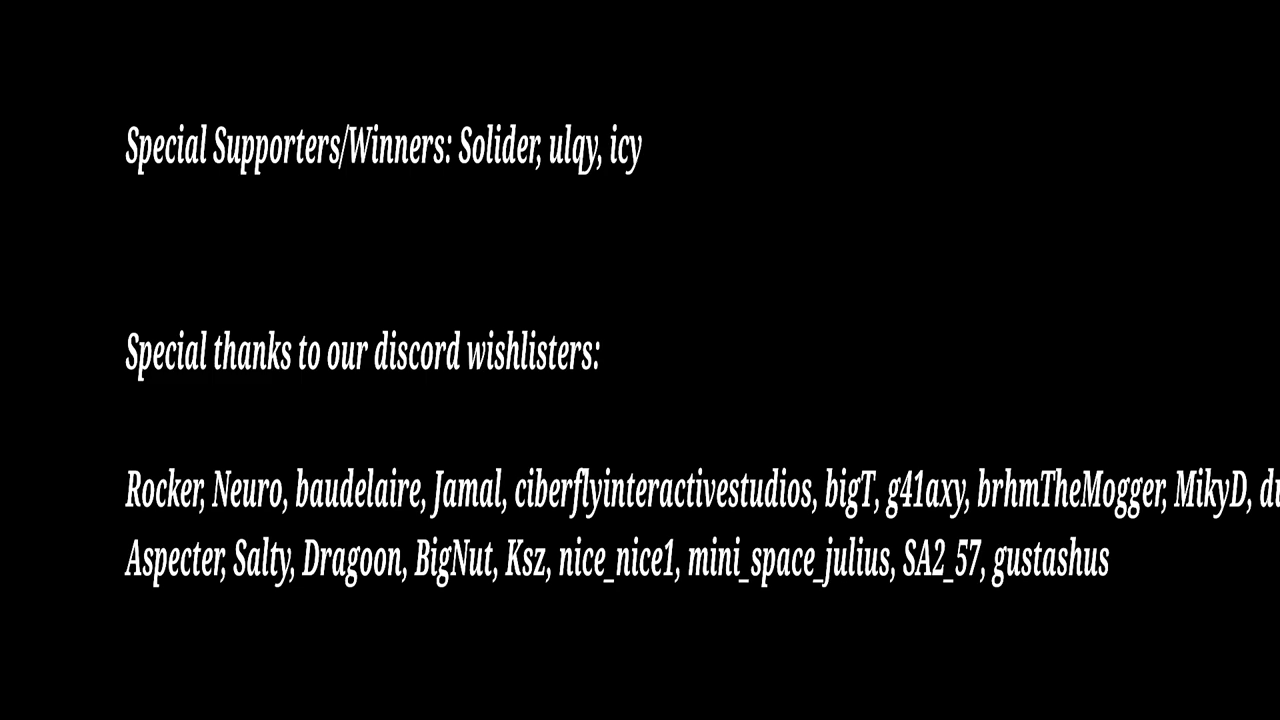 Special Supporters/Winners: Solider, ulqy, icy
Special thanks to our discord wishlisters:
Rocker, Neuro, baudelaire, Jamal, ciberflyinteractivestudios, bigT, g41axy, brhmTheMogger, MikyD,
Aspecter, Salty, Dragoon, BigNut, Ksz, nice_nice1, mini_space_julius, SA2_57, gustashus